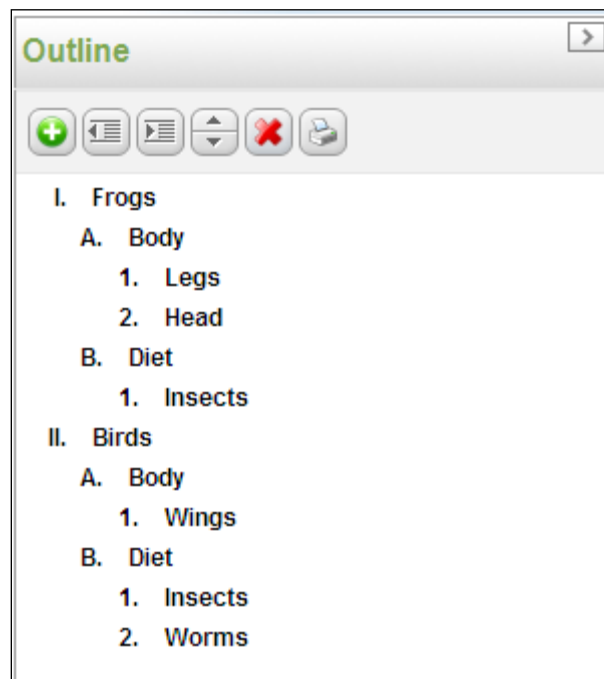 Outline
I. Frogs
A. Body
1. Legs
2. Head
B. Diet
1. Insects
II. Birds
A. Body
1. Wings
B. Diet
1. Insects
2. Worms